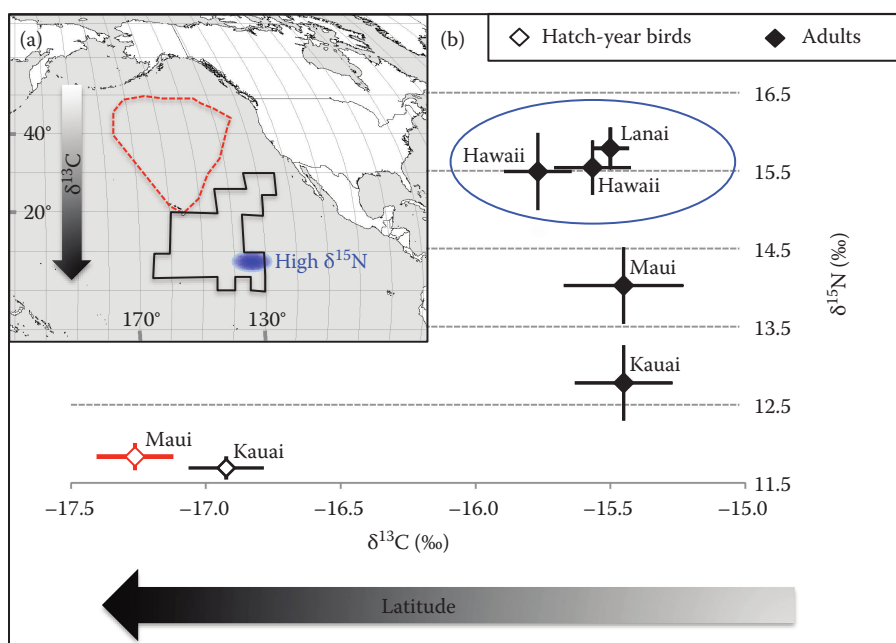 (a)
(b)
Hatch-year birds
Adults
40°
20°
δ13C
High δ15N
170°
130°
16.5
15.5
14.5
13.5
12.5
11.5
δ15N (‰)
Lanai
Hawaii
Hawaii
Maui
Kauai
Maui
Kauai
−17.5
−17.0
−16.5
−16.0
−15.5
−15.0
δ13C (‰)
Latitude